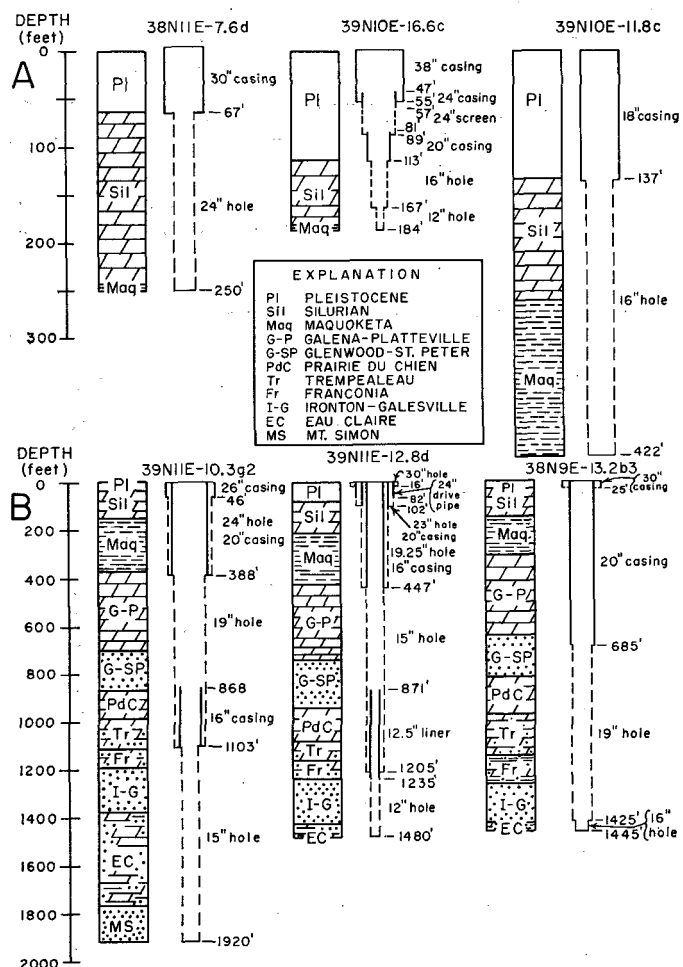 DEPTH
(feet)
A
0
100
200
300
38N11E-7.6d
Pl
Sil
Maq
30" casing
67'
24" hole
250'
39N10E-16.6c
Pl
Sil
Maq
38" casing
47'
55'
24" casing
57'
24" screen
81'
89'
20" casing
113'
16" hole
167'
12" hole
184'
39N10E-11.8c
Pl
Sil
Maq
18" casing
137'
16" hole
422'
EXPLANATION
Pl PLEISTOCENE
Sil SILURIAN
Maq MAQUOKETA
G-P GALENA-PLATTEVILLE
G-SP GLENWOOD-ST. PETER
PdC PRAIRIE DU CHIEN
Tr TREMPEALEAU
Fr FRANCONIA
I-G IRONTON-GALESVILLE
EC EAU CLAIRE
MS MT. SIMON
DEPTH
(feet)
B
0
200
400
600
800
1000
1200
1400
1600
1800
2000
39N11E-10.3g2
Pl
Sil
Maq
G-P
G-SP
PdC
Tr
Fr
I-G
EC
MS
26" casing
46'
24" hole
20" casing
388'
19" hole
868
16" casing
1103'
15" hole
1920'
39N11E-12.8d
Pl
Sil
Maq
G-P
G-SP
PdC
Tr
Fr
I-G
EC
30" hole
16'
24"
drive
pipe
82'
102'
23" hole
20" casing
19.25" hole
16" casing
447'
15" hole
871'
12.5" liner
1205'
1235'
12" hole
1480'
38N9E-13.2b3
Pl
Sil
Maq
G-P
G-SP
PdC
Tr
Fr
I-G
EC
30"
casing
25'
20" casing
685'
19" hole
1425'
16"
hole
1445'